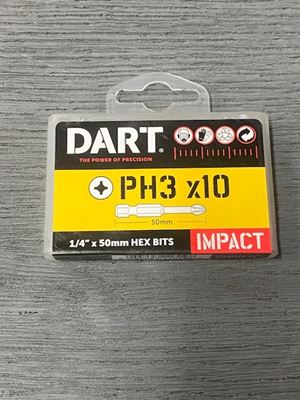 DART
THE POWER OF PRECISION
PH3 x10
50mm
1/4" x 50mm HEX BITS
IMPACT